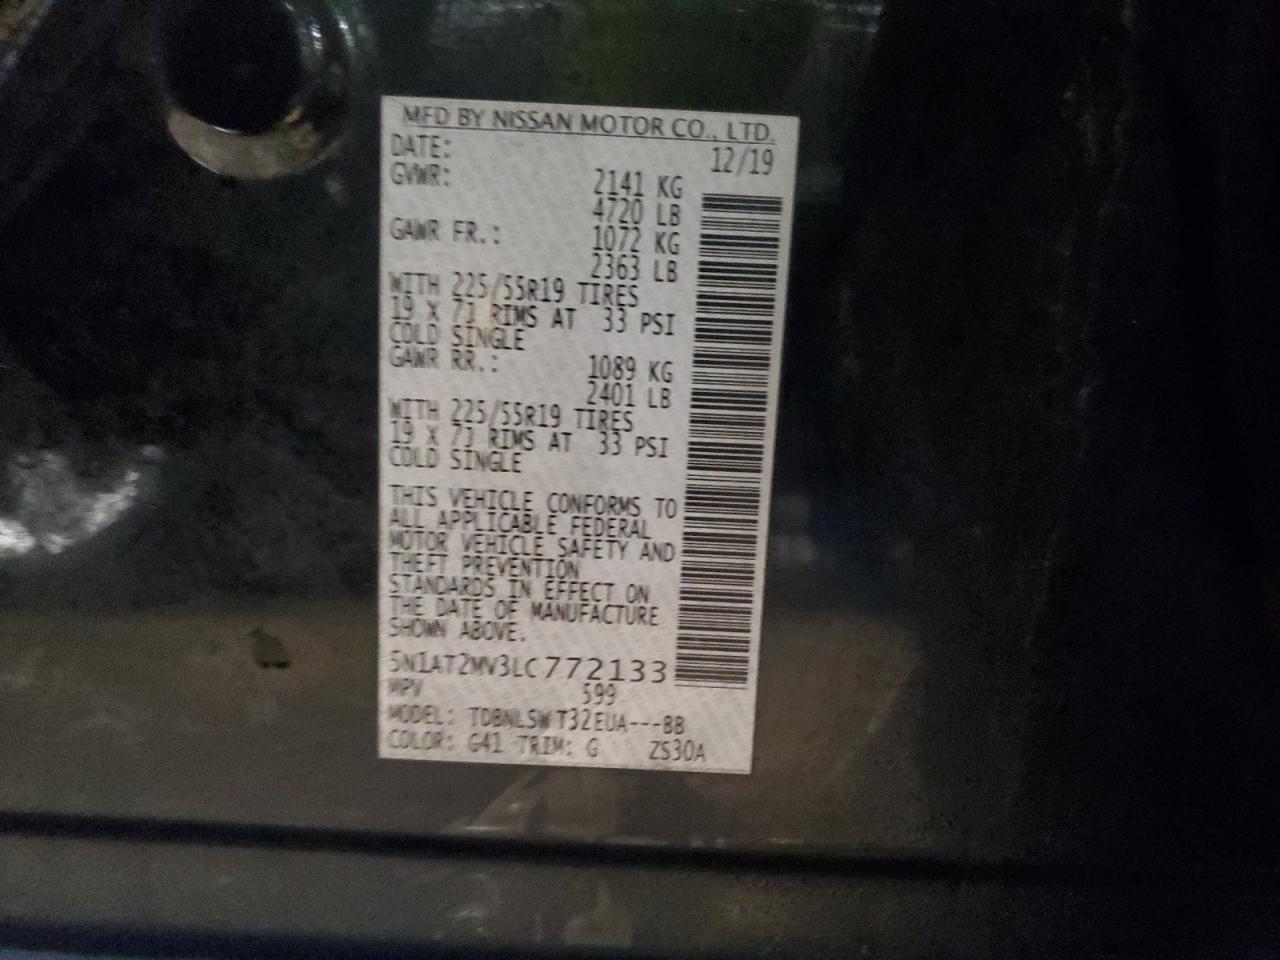 MFD BY NISSAN MOTOR CO., LTD.
DATE: 12/19
GVWR: 2141 KG
4720 LB
GAWR FR.: 1072 KG
2363 LB
WITH 225/55R19 TIRES
19 X 7J RIMS AT 33 PSI
COLD SINGLE
GAWR RR.: 1089 KG
2401 LB
WITH 225/55R19 TIRES
19 X 7J RIMS AT 33 PSI
COLD SINGLE
THIS VEHICLE CONFORMS TO
ALL APPLICABLE FEDERAL
MOTOR VEHICLE SAFETY AND
THEFT PREVENTION
STANDARDS IN EFFECT ON
THE DATE OF MANUFACTURE
SHOWN ABOVE.
5N1AT2MV3LC772133
MPV 599
MODEL: TDBNLSWT32EUA---BB
COLOR: G41 TRIM: G ZS30A